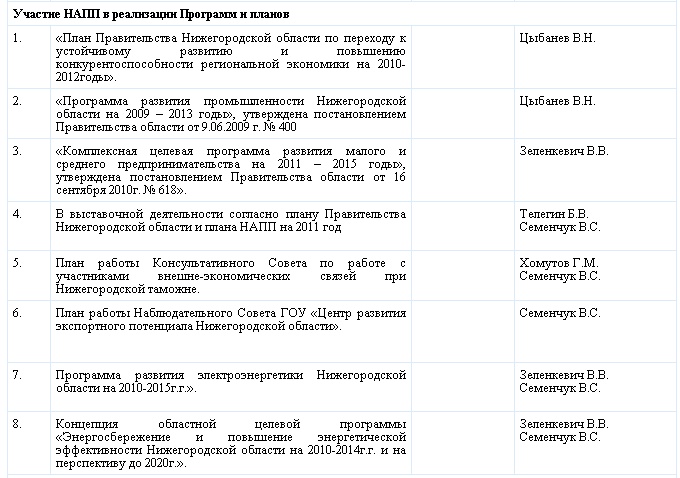 Участие НАПП в реализации Программ и планов
1. «План Правительства Нижегородской области по переходу к Цыбанев В.Н.
устойчивому развитию и повышению
конкурентоспособности региональной экономики на 2010-
2012годы».
2. «Программа развития промышленности Нижегородской Цыбанев В.Н.
области на 2009 – 2013 годы», утверждена постановлением
Правительства области от 9.06.2009 г. № 400
3. «Комплексная целевая программа развития малого и Зеленкевич В.В.
среднего предпринимательства на 2011 – 2015 годы»,
утверждена постановлением Правительства области от 16
сентября 2010г. № 618».
4. В выставочной деятельности согласно плану Правительства Телегин Б.В.
Нижегородской области и плана НАПП на 2011 год Семенчук В.С.
5. План работы Консультативного Совета по работе с Хомутов Г.М.
участниками внешне-экономических связей при Семенчук В.С.
Нижегородской таможне.
6. План работы Наблюдательного Совета ГОУ «Центр развития Семенчук В.С.
экспортного потенциала Нижегородской области».
7. Программа развития электроэнергетики Нижегородской Зеленкевич В.В.
области на 2010-2015г.г.». Семенчук В.С.
8. Концепция областной целевой программы Зеленкевич В.В.
«Энергосбережение и повышение энергетической Семенчук В.С.
эффективности Нижегородской области на 2010-2014г.г. и на
перспективу до 2020г.».